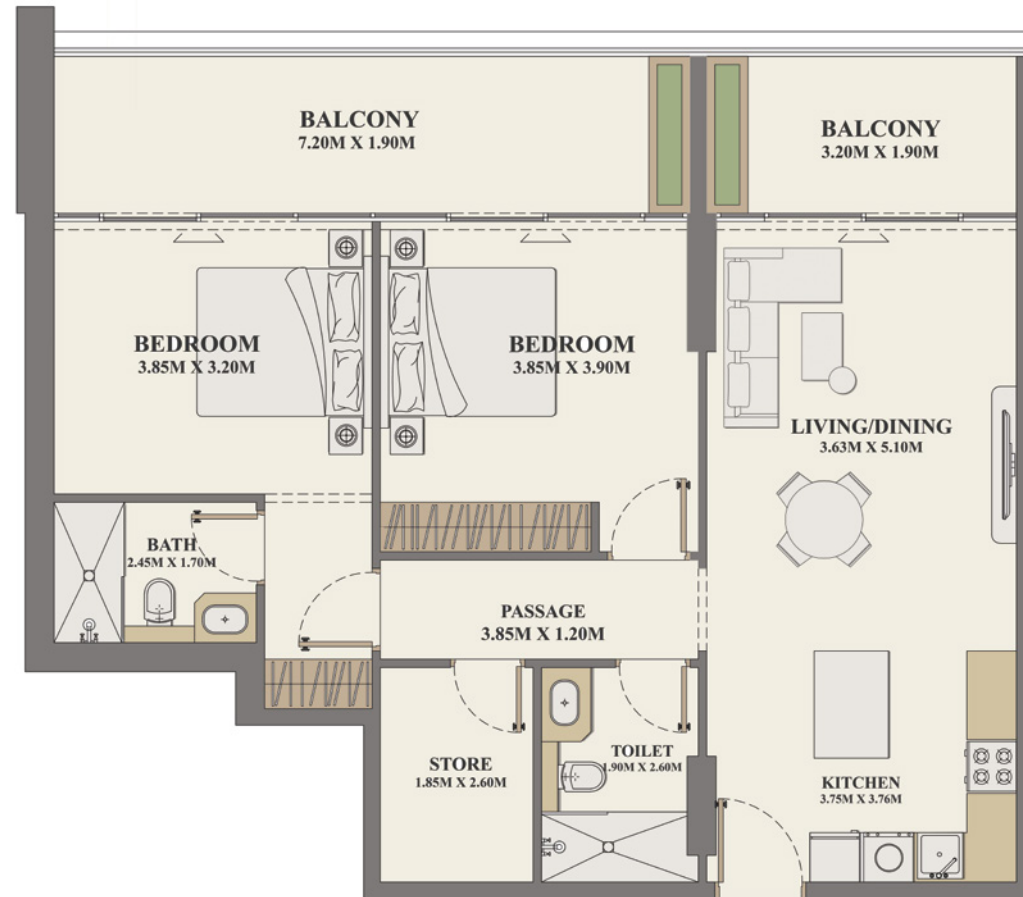 BALCONY
7.20M X 1.90M
BALCONY
3.20M X 1.90M
BEDROOM
3.85M X 3.20M
BEDROOM
3.85M X 3.90M
LIVING/DINING
3.63M X 5.10M
BATH
2.45M X 1.70M
PASSAGE
3.85M X 1.20M
STORE
1.85M X 2.60M
TOILET
1.90M X 2.60M
KITCHEN
3.75M X 3.76M